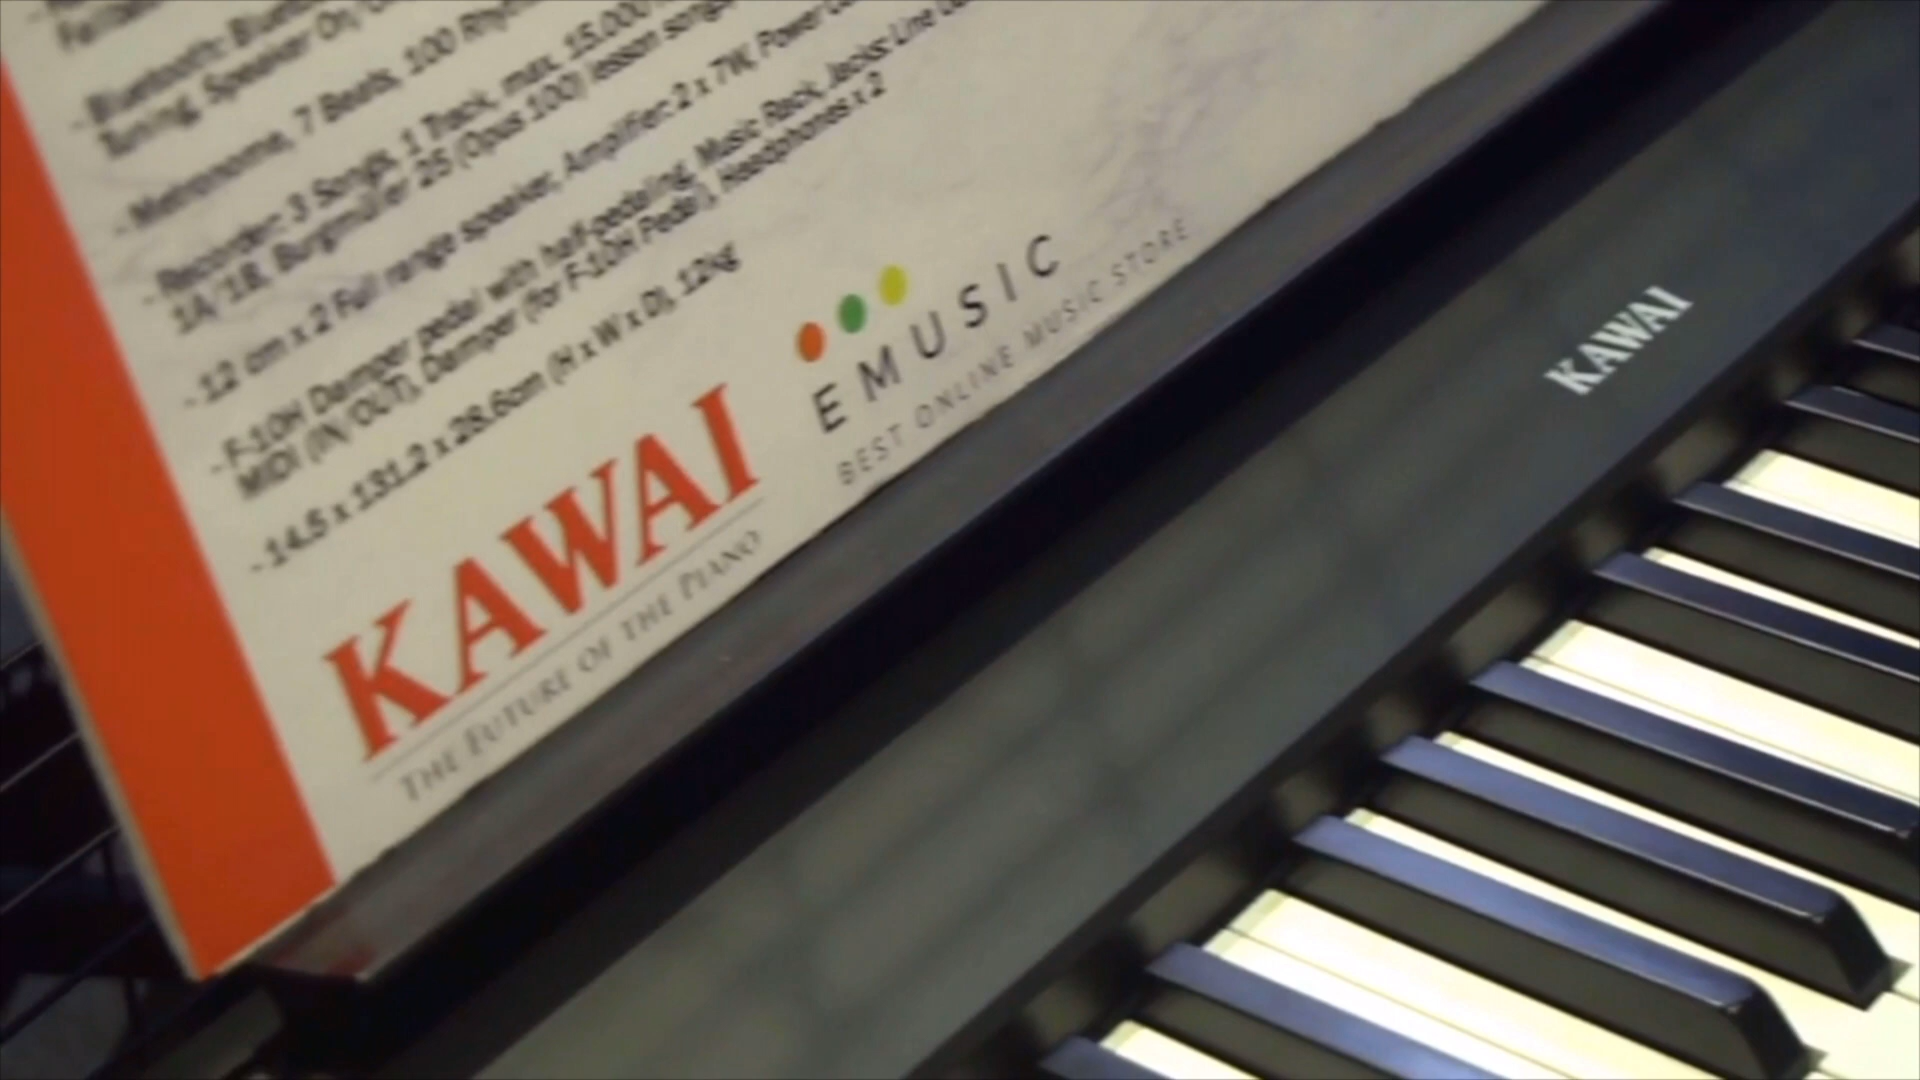 - Bluetooth: Bluetooth
Tuning, Speaker On/
- Metronome, 7 Beats, 100 Rhythm
- Recorder: 3 Songs, 1 Track, max. 15.000
1A/1B, Burgmüller 25 (Opus 100) lesson songs
- 12 cm x 2 Full range speaker, Amplifier: 2 x 7W, Power
- F-10H Damper pedal with half-pedaling, Music Rack, Jacks: Line
MIDI (IN/OUT), Damper (for F-10H Pedal), Headphones x 2
- 14.5 x 131.2 x 28.6cm (H x W x D), 12kg
KAWAI
THE FUTURE OF THE PIANO
EMUSIC
BEST ONLINE MUSIC STORE
KAWAI